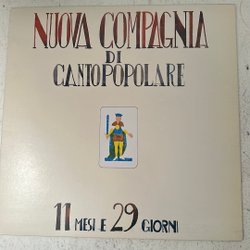 NUOVA COMPAGNIA
DI
CANTOPOPOLARE
11 MESI E 29 GIORNI